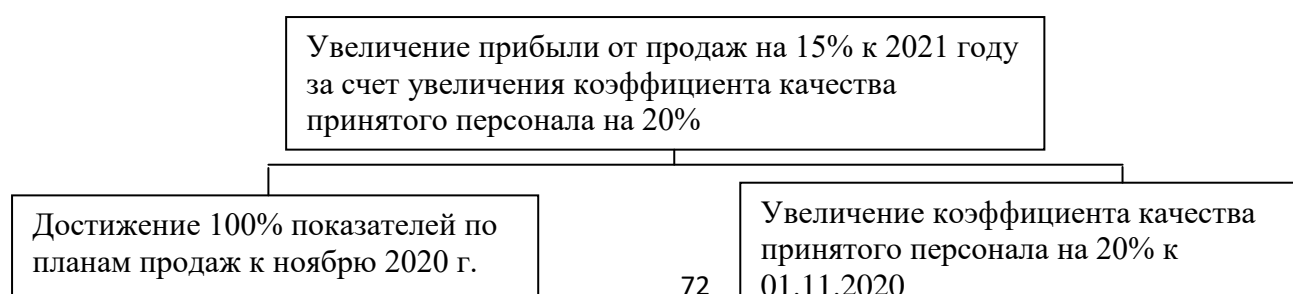 Увеличение прибыли от продаж на 15% к 2021 году
за счет увеличения коэффициента качества
принятого персонала на 20%
Достижение 100% показателей по
планам продаж к ноябрю 2020 г.
Увеличение коэффициента качества
принятого персонала на 20% к
01.11.2020
72